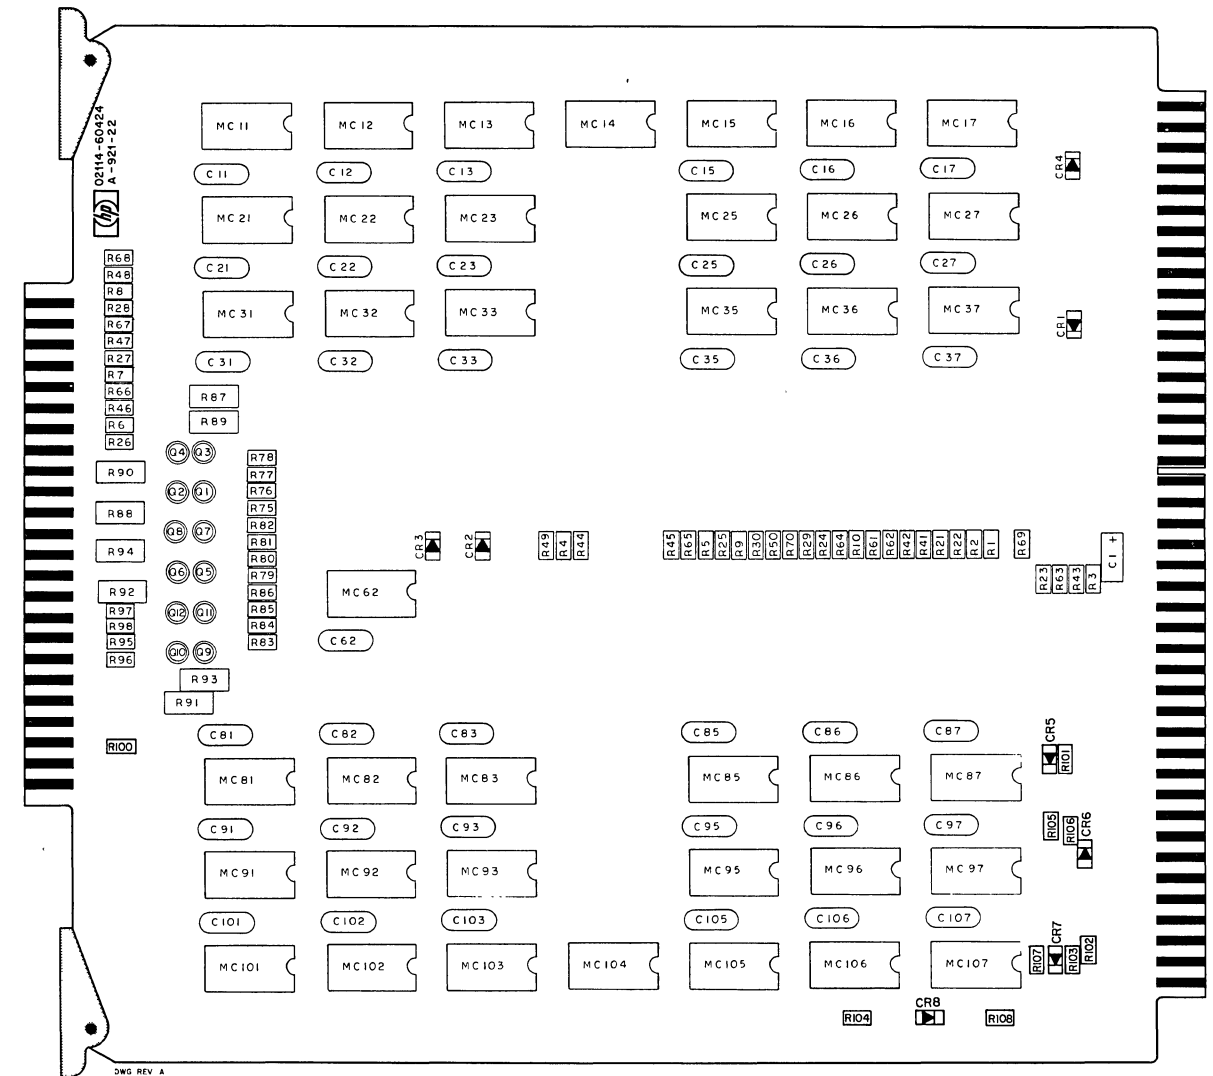 02114-60424
A-921-22
hp
MC11 MC12 MC13 MC14 MC15 MC16 MC17
C11 C12 C13 C15 C16 C17
CR4
MC21 MC22 MC23 MC25 MC26 MC27
C21 C22 C23 C25 C26 C27
MC31 MC32 MC33 MC35 MC36 MC37
CR1
C31 C32 C33 C35 C36 C37
R68
R48
R8
R28
R67
R47
R27
R7
R66
R46
R6
R26
R87
R89
R90
R88
R94
R92
R97
R98
R95
R96
Q4 Q3
Q2 Q1
Q8 Q7
Q6 Q5
Q12 Q11
Q10 Q9
R78
R77
R76
R75
R82
R81
R80
R79
R86
R85
R84
R83
R93
R91
CR3 CR2 R49 R4 R44
R45 R65 R5 R25 R9 R30 R50 R70 R29 R24 R64 R10 R61 R62 R42 R41 R21 R22 R2 R1 R69
R23 R63 R43 R3
C1 +
MC62
C62
R100
C81 C82 C83 C85 C86 C87
MC81 MC82 MC83 MC85 MC86 MC87
CR5 R101
C91 C92 C93 C95 C96 C97
R105 R106 CR6
MC91 MC92 MC93 MC95 MC96 MC97
C101 C102 C103 C105 C106 C107
MC101 MC102 MC103 MC104 MC105 MC106 MC107
R107 CR7 R103 R102
R104 CR8 R108
DWG REV A